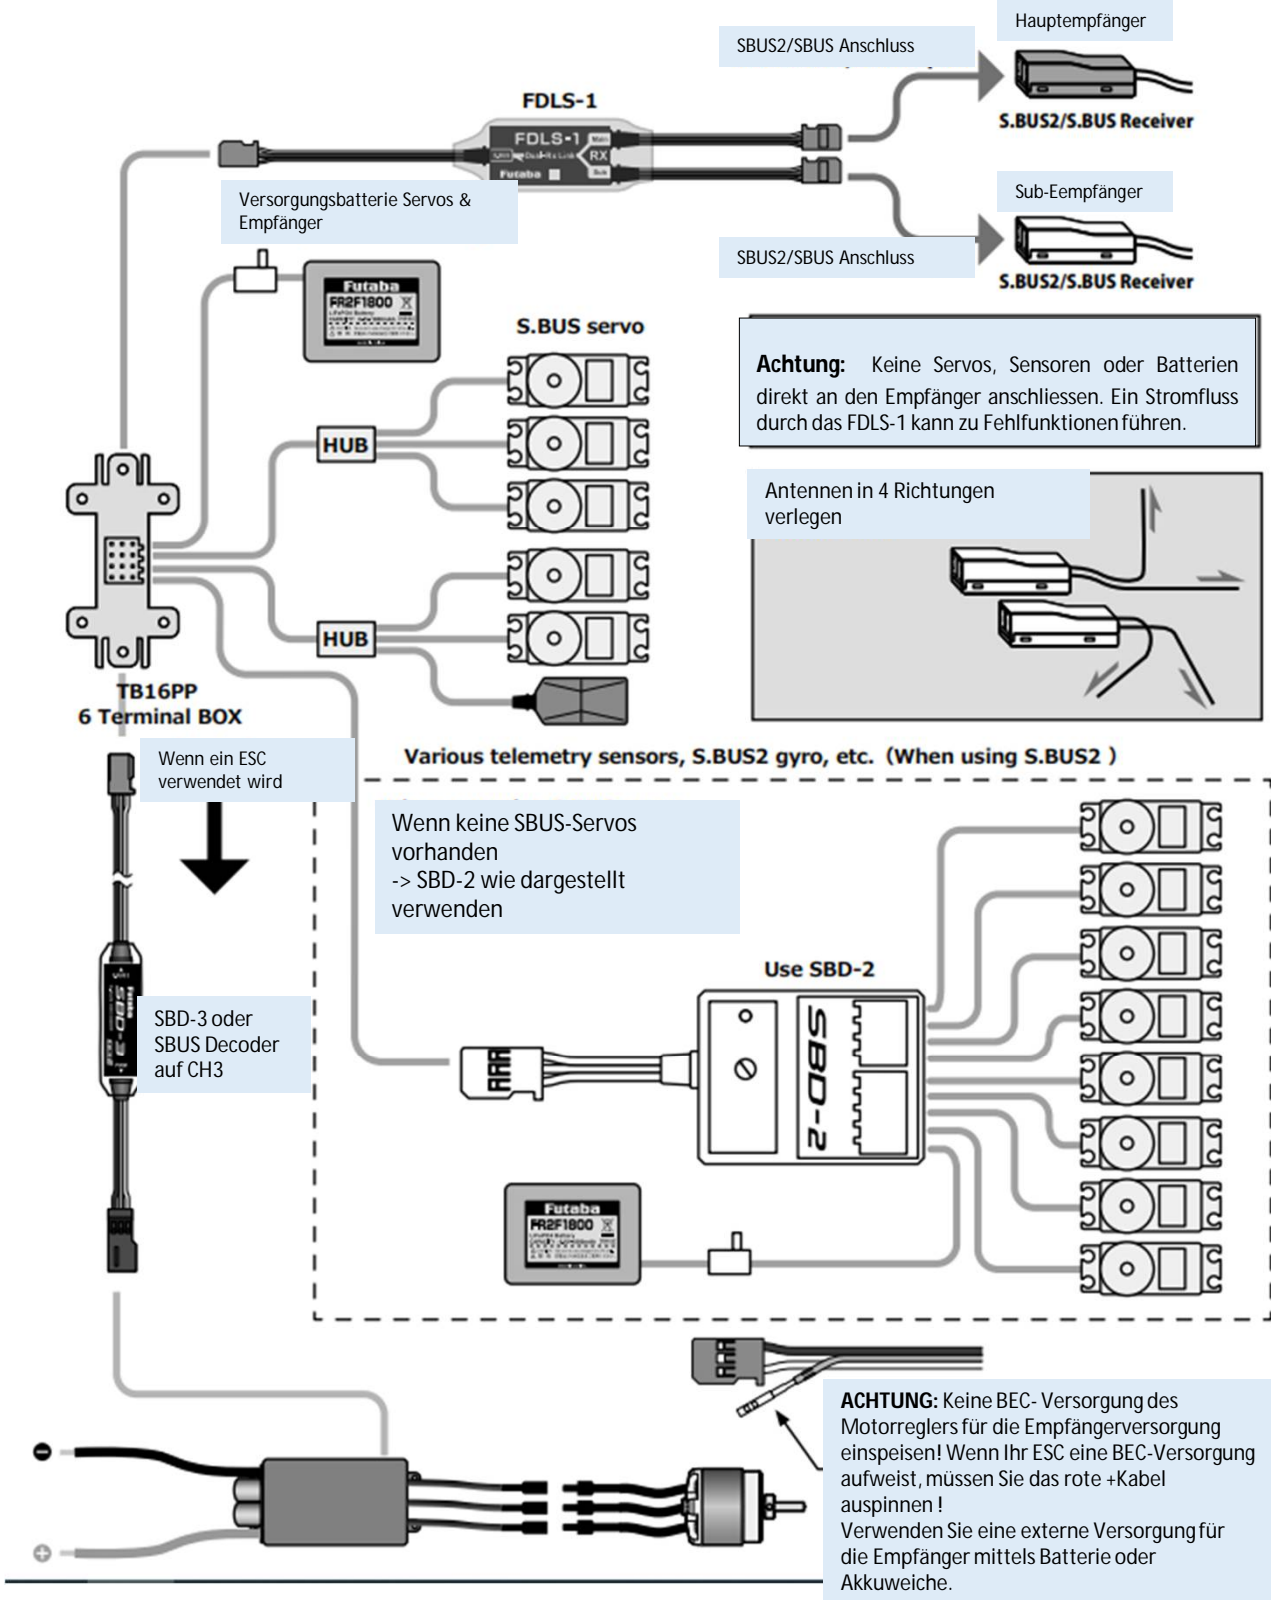 Hauptempfänger
SBUS2/SBUS Anschluss
S.BUS2/S.BUS Receiver
FDLS-1
FDLS-1
Main
Dual Rx Link
RX
Sub
Futaba
Versorgungsbatterie Servos &
Empfänger
Sub-Eempfänger
SBUS2/SBUS Anschluss
S.BUS2/S.BUS Receiver
Futaba
FR2F1800
S.BUS servo
HUB
HUB
Achtung: Keine Servos, Sensoren oder Batterien
direkt an den Empfänger anschliessen. Ein Stromfluss
durch das FDLS-1 kann zu Fehlfunktionen führen.
Antennen in 4 Richtungen
verlegen
TB16PP
6 Terminal BOX
Wenn ein ESC
verwendet wird
Various telemetry sensors, S.BUS2 gyro, etc. (When using S.BUS2 )
Wenn keine SBUS-Servos
vorhanden
-> SBD-2 wie dargestellt
verwenden
Use SBD-2
SBD-2
Futaba
SBD-3
SBD-3 oder
SBUS Decoder
auf CH3
Futaba
FR2F1800
ACHTUNG: Keine BEC- Versorgung des
Motorreglers für die Empfängerversorgung
einspeisen! Wenn Ihr ESC eine BEC-Versorgung
aufweist, müssen Sie das rote +Kabel
auspinnen !
Verwenden Sie eine externe Versorgung für
die Empfänger mittels Batterie oder
Akkuweiche.